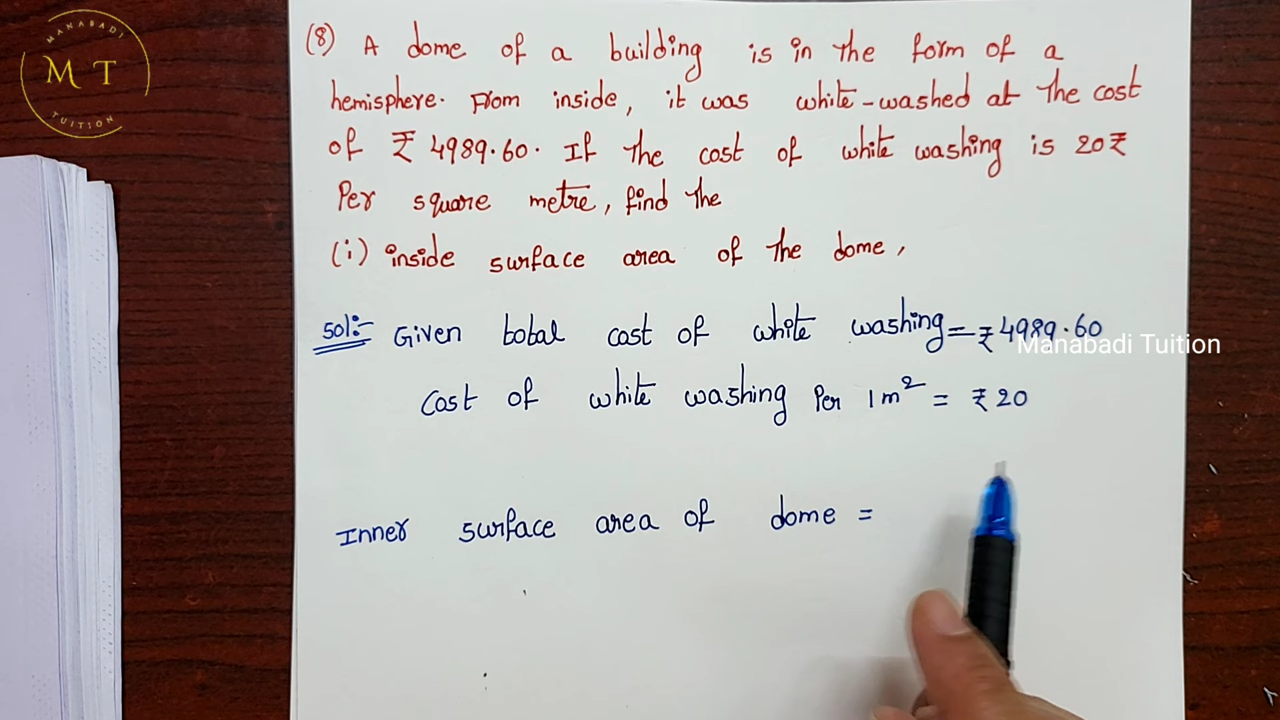 MANABADI
M T
TUITION
(8) A dome of a building is in the form of a
hemisphere. From inside, it was white-washed at the cost
of ₹ 4989.60. If the cost of white washing is 20₹
Per square metre, find the
(i) inside surface area of the dome,
Sol:- Given total cost of white washing = ₹ 4989.60
Manabadi Tuition
Cost of white washing Per 1m² = ₹ 20
Inner surface area of dome =